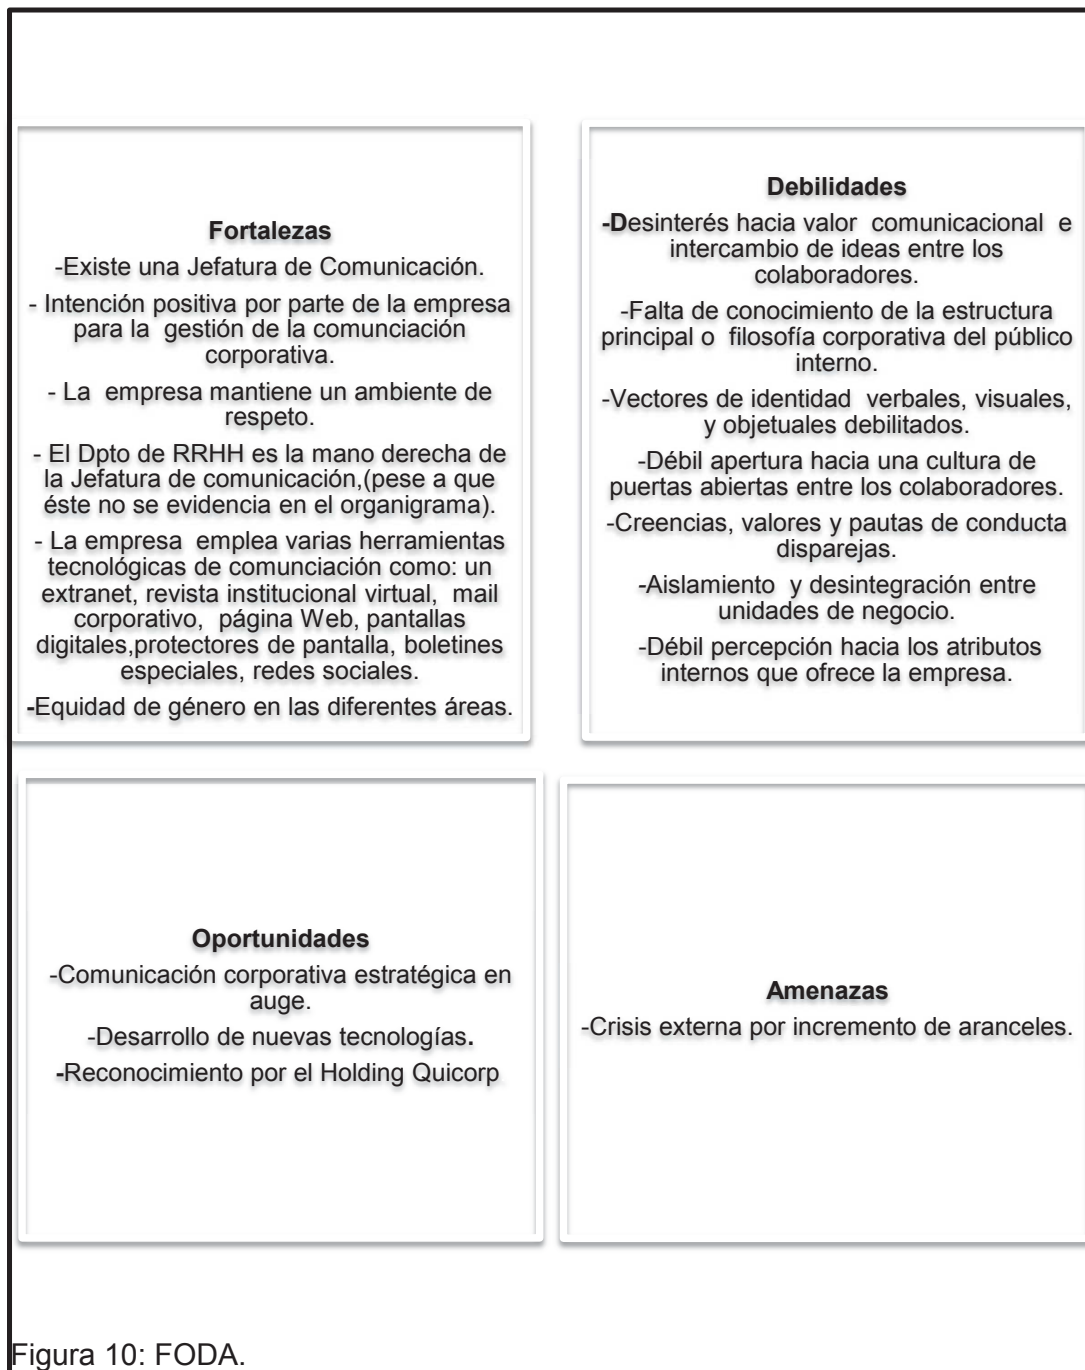 Fortalezas
-Existe una Jefatura de Comunicación.
- Intención positiva por parte de la empresa
para la gestión de la comunciación
corporativa.
- La empresa mantiene un ambiente de
respeto.
- El Dpto de RRHH es la mano derecha de
la Jefatura de comunicación,(pese a que
éste no se evidencia en el organigrama).
- La empresa emplea varias herramientas
tecnológicas de comunciación como: un
extranet, revista institucional virtual, mail
corporativo, página Web, pantallas
digitales,protectores de pantalla, boletines
especiales, redes sociales.
-Equidad de género en las diferentes áreas.
Debilidades
-Desinterés hacia valor comunicacional e
intercambio de ideas entre los
colaboradores.
-Falta de conocimiento de la estructura
principal o filosofía corporativa del público
interno.
-Vectores de identidad verbales, visuales,
y objetuales debilitados.
-Débil apertura hacia una cultura de
puertas abiertas entre los colaboradores.
-Creencias, valores y pautas de conducta
disparejas.
-Aislamiento y desintegración entre
unidades de negocio.
-Débil percepción hacia los atributos
internos que ofrece la empresa.
Oportunidades
-Comunicación corporativa estratégica en
auge.
-Desarrollo de nuevas tecnologías.
-Reconocimiento por el Holding Quicorp
Amenazas
-Crisis externa por incremento de aranceles.
Figura 10: FODA.